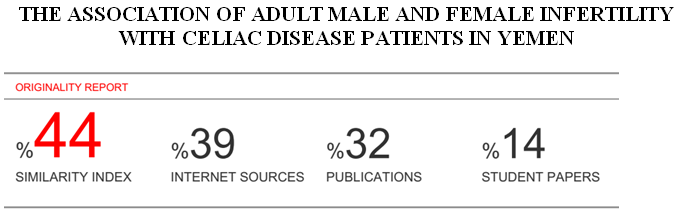 THE ASSOCIATION OF ADULT MALE AND FEMALE INFERTILITY
WITH CELIAC DISEASE PATIENTS IN YEMEN
ORIGINALITY REPORT
%44 %39 %32 %14
SIMILARITY INDEX INTERNET SOURCES PUBLICATIONS STUDENT PAPERS